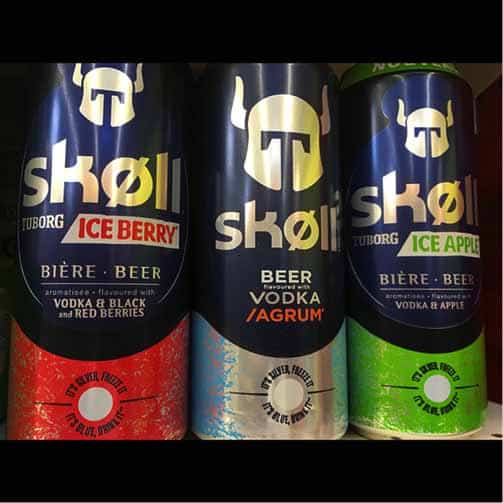 skøll
TUBORG
ICE BERRY
BIÈRE · BEER
aromatisée · flavoured with
VODKA & BLACK
and RED BERRIES
skøll
BEER
flavoured with
VODKA
/AGRUM
IT'S SILVER, FREEZE IT
IT'S BLUE, DRINK IT
skøll
TUBORG
ICE APPLE
BIÈRE · BEER
aromatisée · flavoured with
VODKA & APPLE
IT'S SILVER, FREEZE IT
IT'S BLUE, DRINK IT
IT'S SILVER, FREEZE IT
IT'S BLUE, DRINK IT